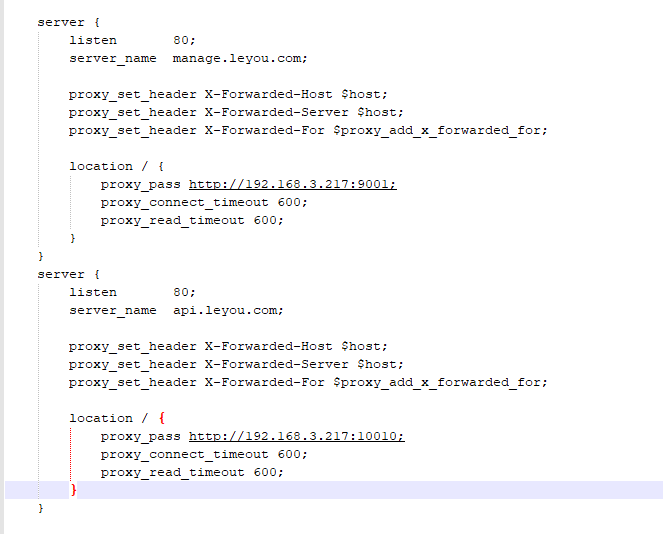 server {
listen 80;
server_name manage.leyou.com;
proxy_set_header X-Forwarded-Host $host;
proxy_set_header X-Forwarded-Server $host;
proxy_set_header X-Forwarded-For $proxy_add_x_forwarded_for;
location / {
proxy_pass http://192.168.3.217:9001;
proxy_connect_timeout 600;
proxy_read_timeout 600;
}
}
server {
listen 80;
server_name api.leyou.com;
proxy_set_header X-Forwarded-Host $host;
proxy_set_header X-Forwarded-Server $host;
proxy_set_header X-Forwarded-For $proxy_add_x_forwarded_for;
location / {
proxy_pass http://192.168.3.217:10010;
proxy_connect_timeout 600;
proxy_read_timeout 600;
}
}